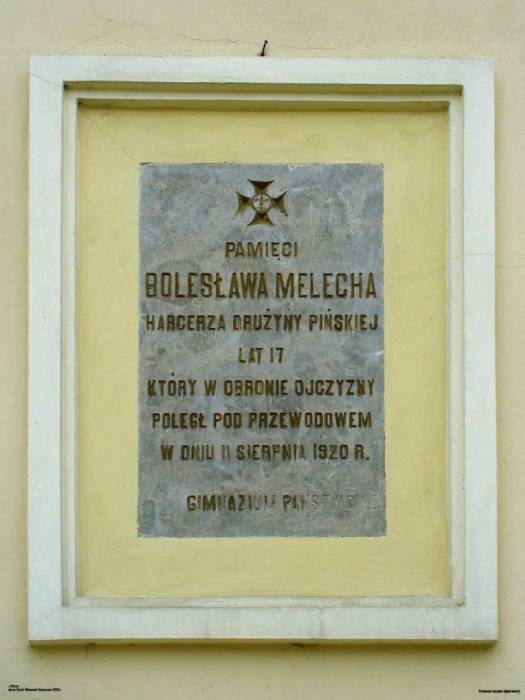 PAMIĘCI
BOLESŁAWA MELECHA
HARCERZA DRUŻYNY PIŃSKIEJ
LAT 17
KTÓRY W OBRONIE OJCZYZNY
POLEGŁ POD PRZEWODOWEM
W DNIU 11 SIERPNIA 1920 R.
GIMNAZIUM PAŃSTWOWE